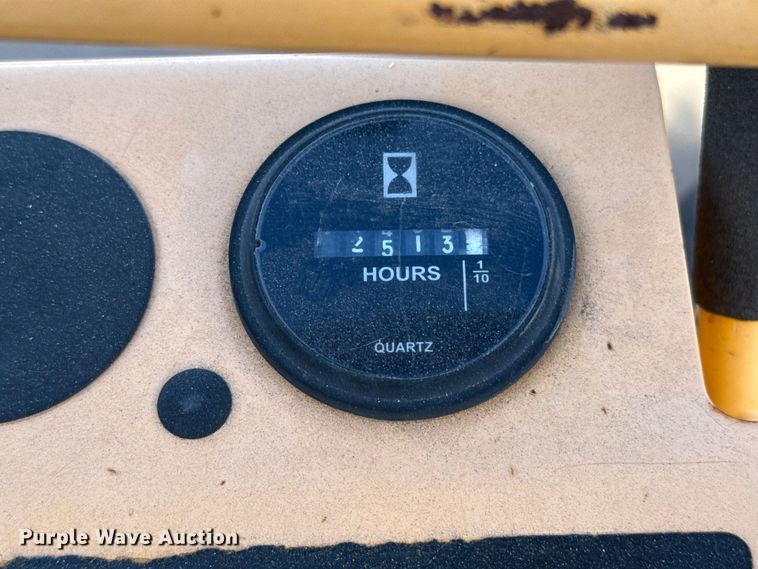 2513
HOURS
1/10
QUARTZ
Purple Wave Auction